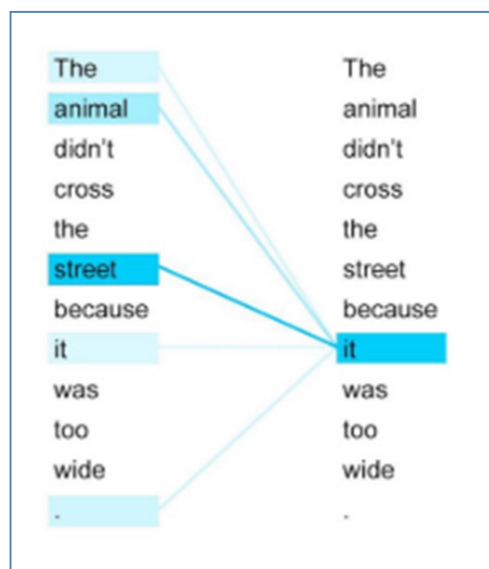 The The
animal animal
didn't didn't
cross cross
the the
street street
because because
it it
was was
too too
wide wide
. .